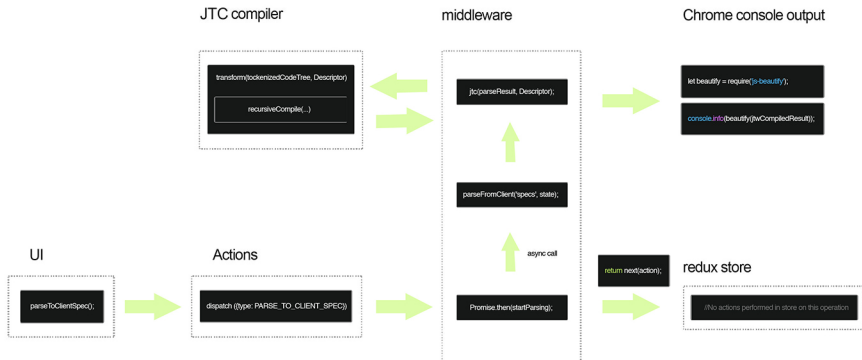 JTC compiler
middleware
Chrome console output
transform(tockenizedCodeTree, Descriptor)
recursiveCompile(...)
jtc(parseResult, Descriptor);
let beautify = require('js-beautify');
console.info(beautify(jtwCompiledResult));
parseFromClient('specs', state);
async call
UI
Actions
return next(action);
redux store
parseToClientSpec();
dispatch ({type: PARSE_TO_CLIENT_SPEC})
Promise.then(startParsing);
//No actions performed in store on this operation